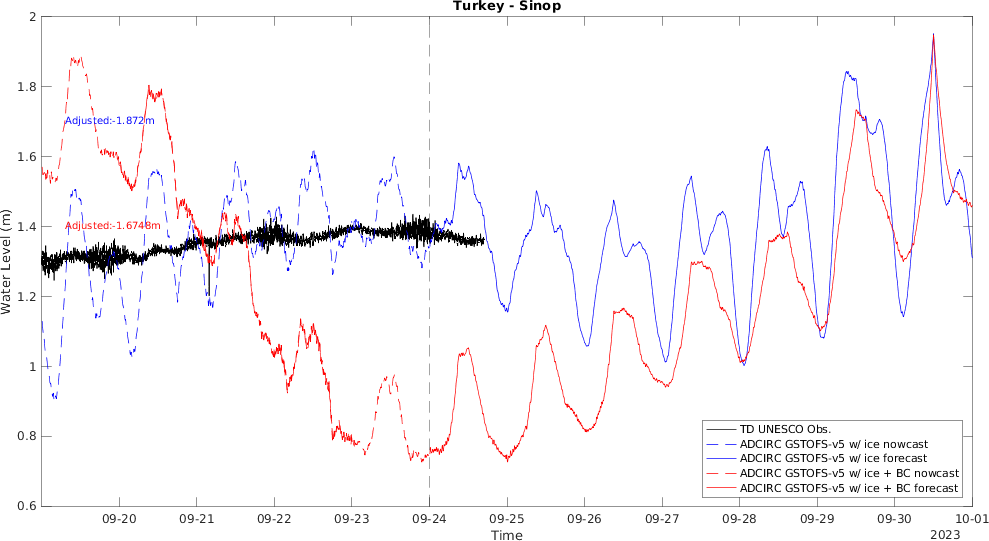 Turkey - Sinop
Water Level (m)
2
1.8
1.6
1.4
1.2
1
0.8
0.6
Adjusted:-1.872m
Adjusted:-1.6748m
TD UNESCO Obs.
ADCIRC GSTOFS-v5 w/ ice nowcast
ADCIRC GSTOFS-v5 w/ ice forecast
ADCIRC GSTOFS-v5 w/ ice + BC nowcast
ADCIRC GSTOFS-v5 w/ ice + BC forecast
09-20 09-21 09-22 09-23 09-24 09-25 09-26 09-27 09-28 09-29 09-30 10-01
Time
2023